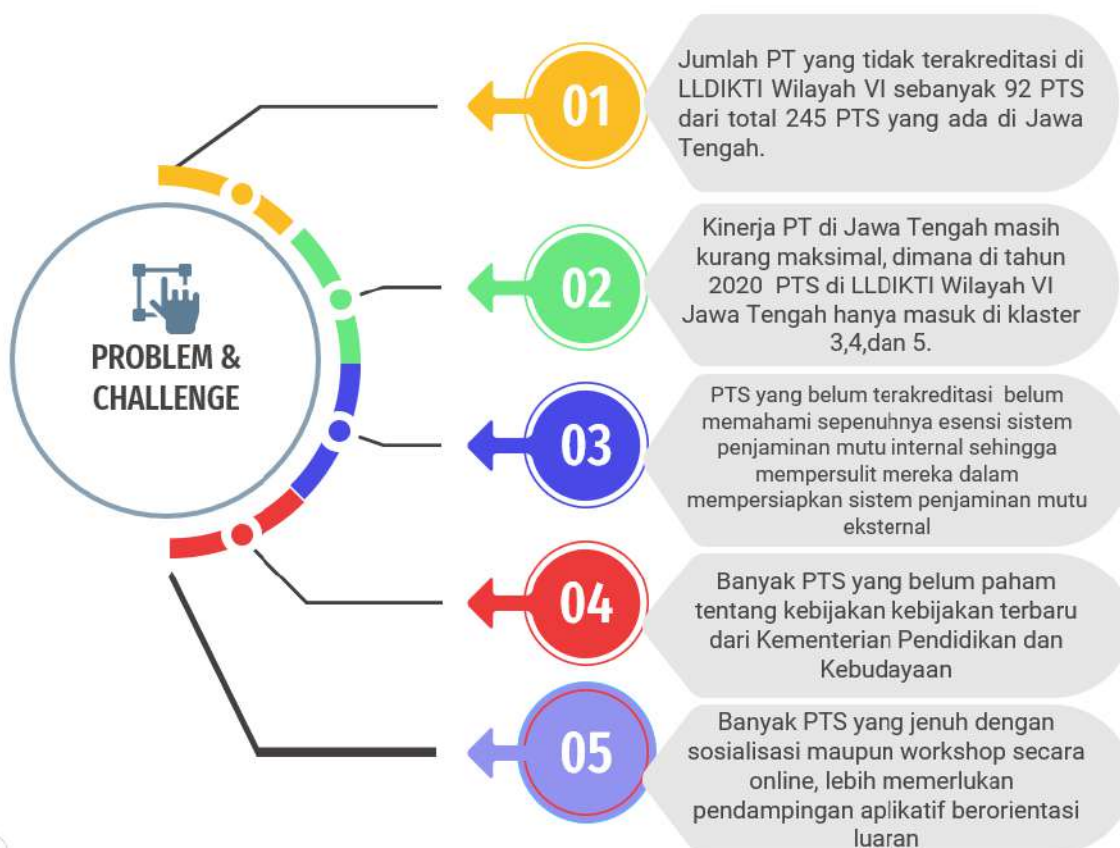 PROBLEM &
CHALLENGE
01
Jumlah PT yang tidak terakreditasi di
LLDIKTI Wilayah VI sebanyak 92 PTS
dari total 245 PTS yang ada di Jawa
Tengah.
02
Kinerja PT di Jawa Tengah masih
kurang maksimal, dimana di tahun
2020 PTS di LLDIKTI Wilayah VI
Jawa Tengah hanya masuk di klaster
3,4,dan 5.
03
PTS yang belum terakreditasi belum
memahami sepenuhnya esensi sistem
penjaminan mutu internal sehingga
mempersulit mereka dalam
mempersiapkan sistem penjaminan mutu
eksternal
04
Banyak PTS yang belum paham
tentang kebijakan kebijakan terbaru
dari Kementerian Pendidikan dan
Kebudayaan
05
Banyak PTS yang jenuh dengan
sosialisasi maupun workshop secara
online, lebih memerlukan
pendampingan aplikatif berorientasi
luaran